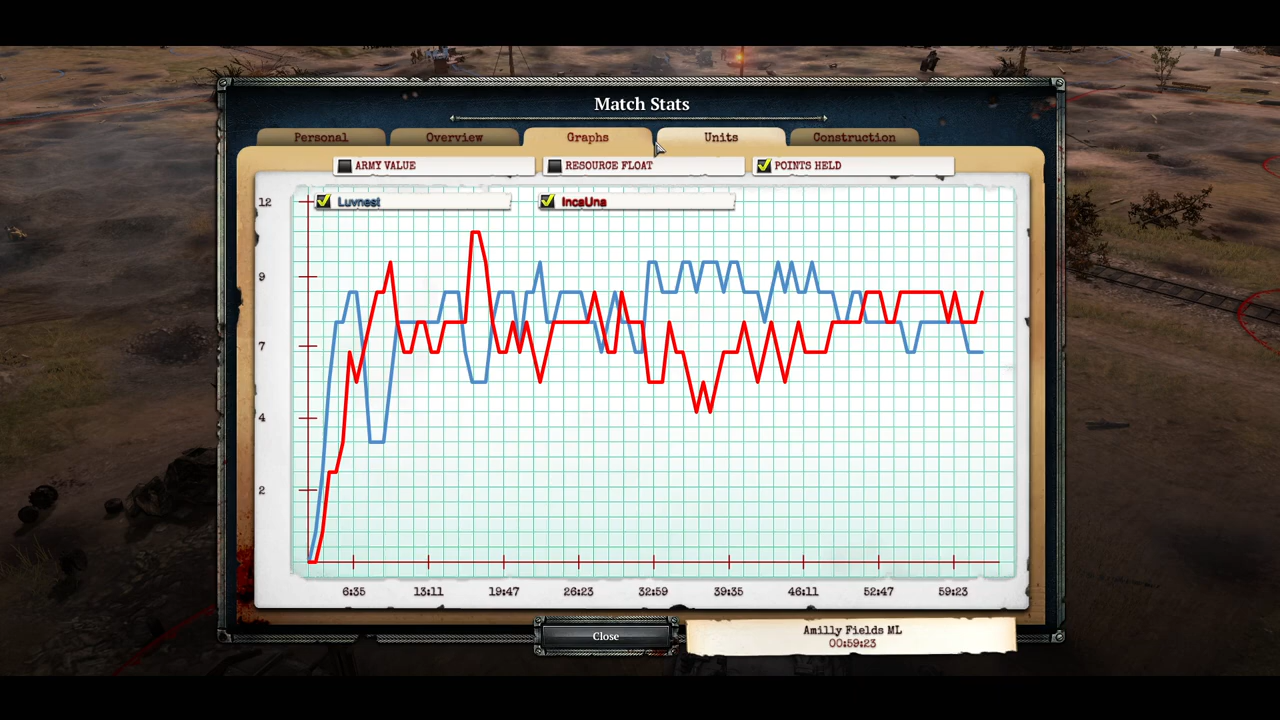 Match Stats
Personal Overview Graphs Units Construction
ARMY VALUE RESOURCE FLOAT POINTS HELD
12 Luvnest IncaUna
9
7
4
2
6:35 13:11 19:47 26:23 32:59 39:35 46:11 52:47 59:23
Close
Amilly Fields ML
00:59:23